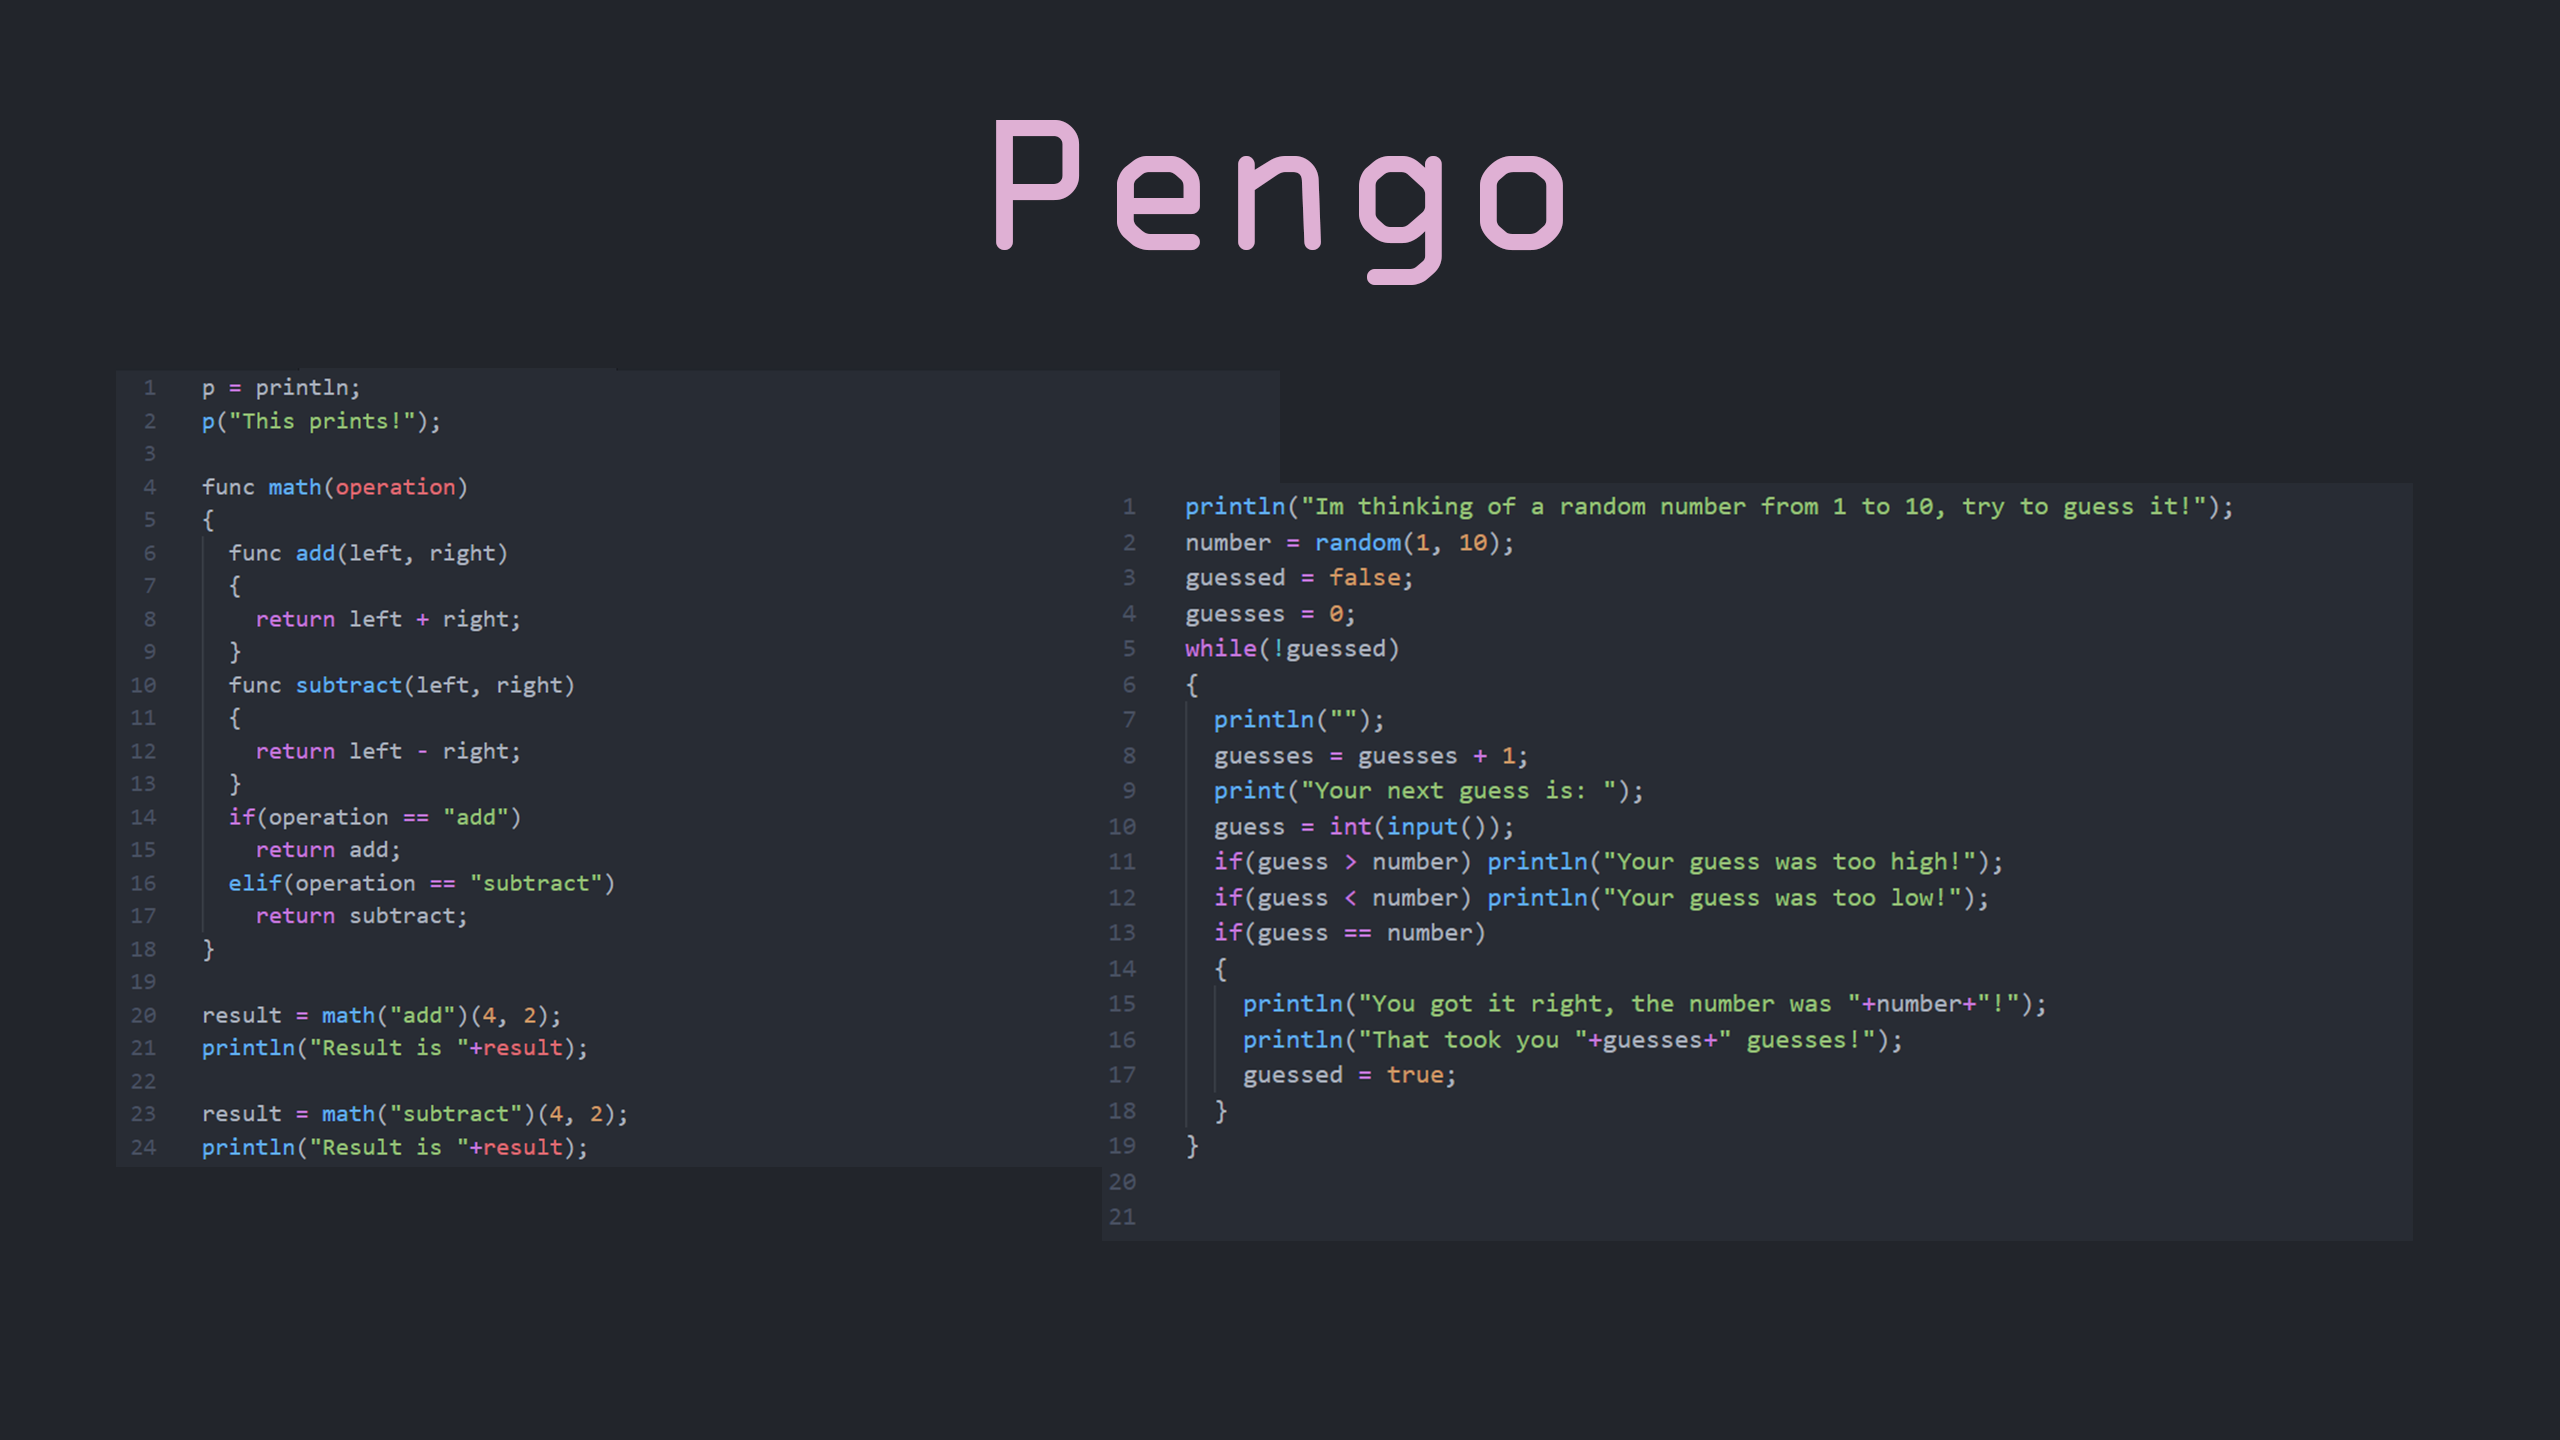 Pengo
1 p = println;
2 p("This prints!");
3
4 func math(operation)
5 {
6 func add(left, right)
7 {
8 return left + right;
9 }
10 func subtract(left, right)
11 {
12 return left - right;
13 }
14 if(operation == "add")
15 return add;
16 elif(operation == "subtract")
17 return subtract;
18 }
19
20 result = math("add")(4, 2);
21 println("Result is "+result);
22
23 result = math("subtract")(4, 2);
24 println("Result is "+result);
1 println("Im thinking of a random number from 1 to 10, try to guess it!");
2 number = random(1, 10);
3 guessed = false;
4 guesses = 0;
5 while(!guessed)
6 {
7 println("");
8 guesses = guesses + 1;
9 print("Your next guess is: ");
10 guess = int(input());
11 if(guess > number) println("Your guess was too high!");
12 if(guess < number) println("Your guess was too low!");
13 if(guess == number)
14 {
15 println("You got it right, the number was "+number+"!");
16 println("That took you "+guesses+" guesses!");
17 guessed = true;
18 }
19 }
20
21